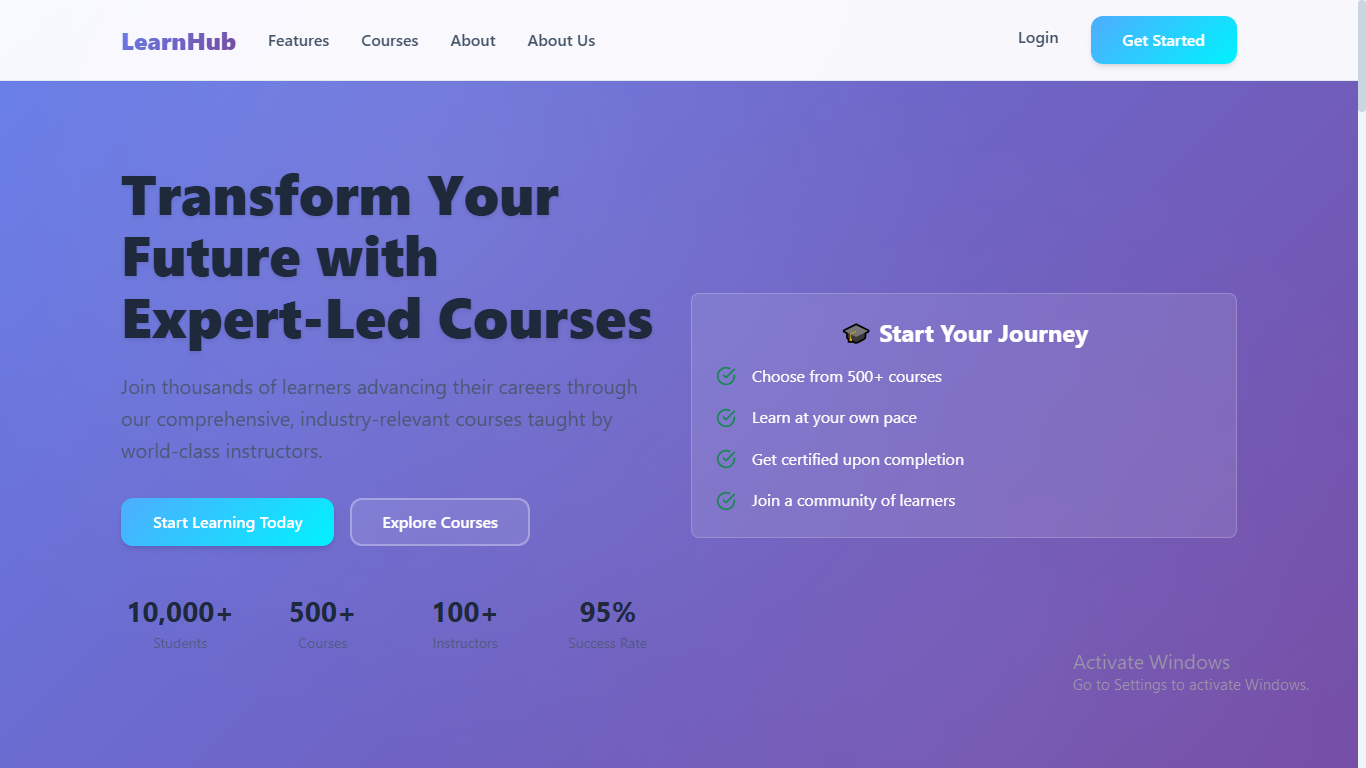 LearnHub
Features
Courses
About
About Us
Login
Get Started
Transform Your
Future with
Expert-Led Courses
Join thousands of learners advancing their careers through
our comprehensive, industry-relevant courses taught by
world-class instructors.
Start Learning Today
Explore Courses
10,000+
Students
500+
Courses
100+
Instructors
95%
Success Rate
🎓 Start Your Journey
Choose from 500+ courses
Learn at your own pace
Get certified upon completion
Join a community of learners
Activate Windows
Go to Settings to activate Windows.